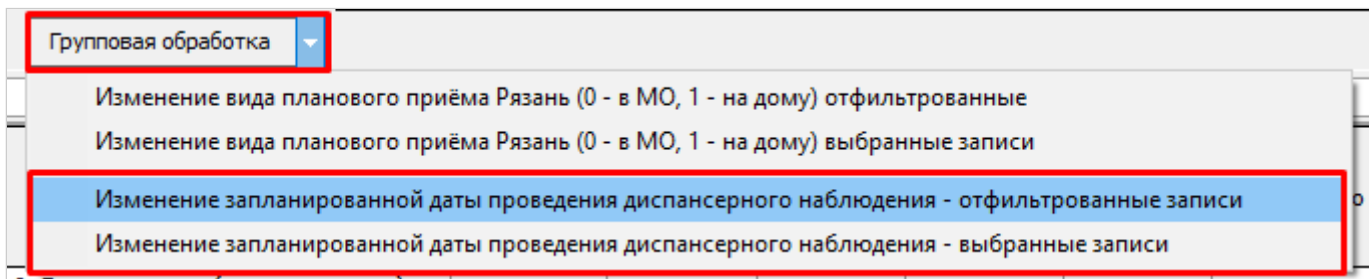 Групповая обработка
Изменение вида планового приёма Рязань (0 - в МО, 1 - на дому) отфильтрованные
Изменение вида планового приёма Рязань (0 - в МО, 1 - на дому) выбранные записи
Изменение запланированной даты проведения диспансерного наблюдения - отфильтрованные записи
Изменение запланированной даты проведения диспансерного наблюдения - выбранные записи